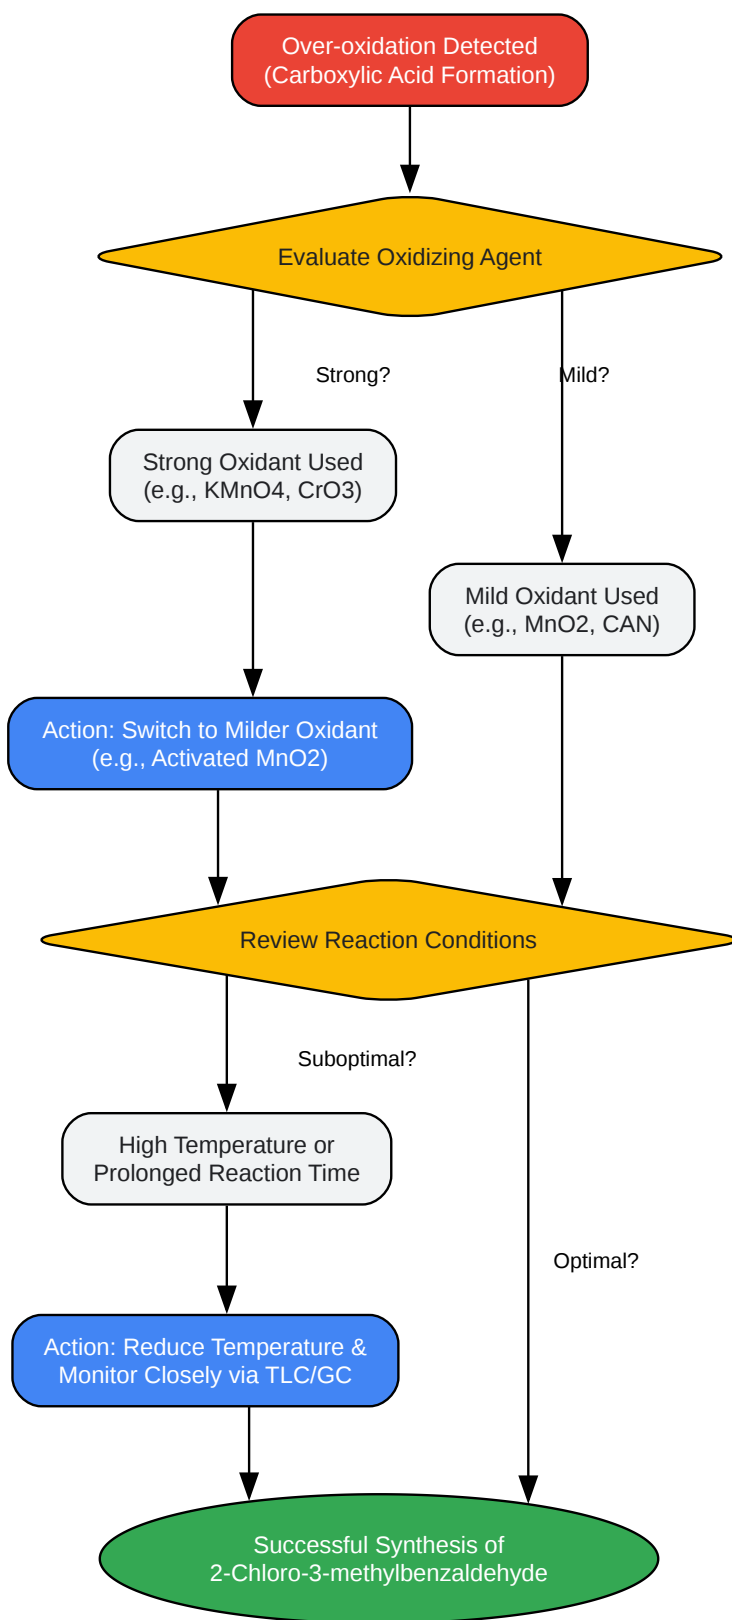 Over-oxidation Detected
(Carboxylic Acid Formation)
Evaluate Oxidizing Agent
Strong?
Mild?
Strong Oxidant Used
(e.g., KMnO4, CrO3)
Mild Oxidant Used
(e.g., MnO2, CAN)
Action: Switch to Milder Oxidant
(e.g., Activated MnO2)
Review Reaction Conditions
Suboptimal?
High Temperature or
Prolonged Reaction Time
Optimal?
Action: Reduce Temperature &
Monitor Closely via TLC/GC
Successful Synthesis of
2-Chloro-3-methylbenzaldehyde